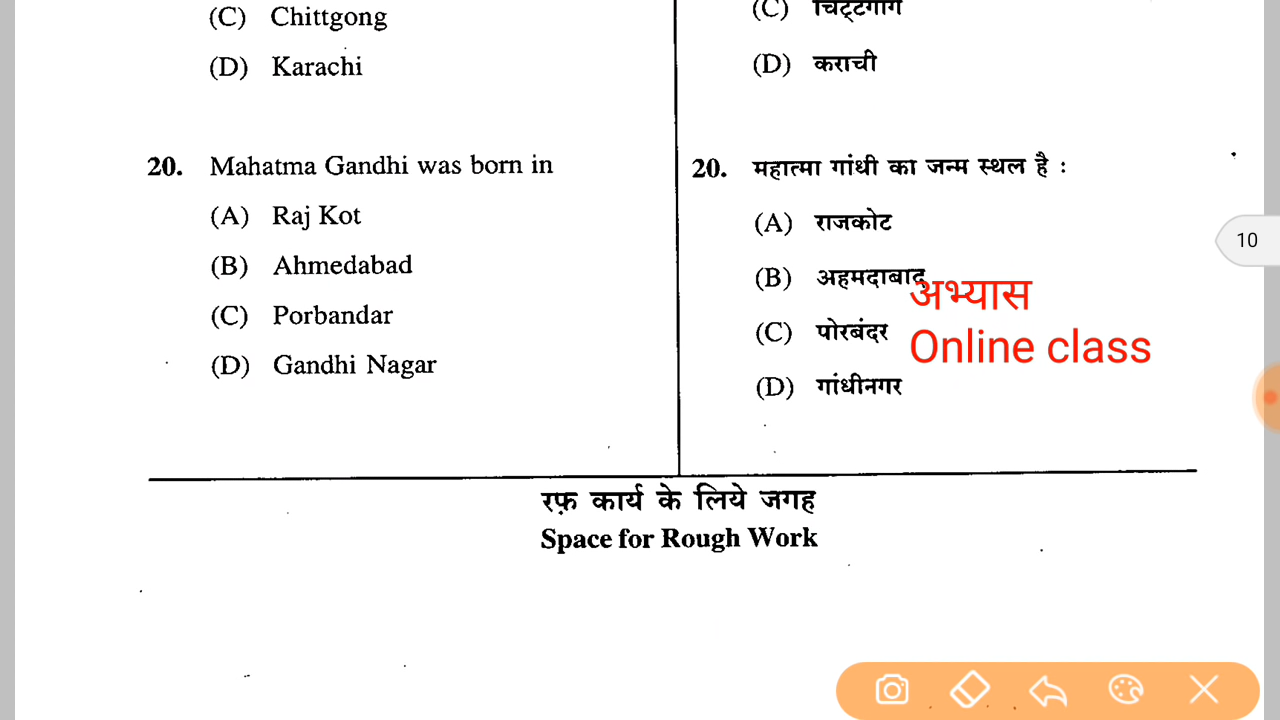 (C) Chittgong
(D) Karachi
20. Mahatma Gandhi was born in
(A) Raj Kot
(B) Ahmedabad
(C) Porbandar
(D) Gandhi Nagar
(C) चिट्टगांग
(D) कराची
20. महात्मा गांधी का जन्म स्थल है :
(A) राजकोट
(B) अहमदाबाद
(C) पोरबंदर
(D) गांधीनगर
अभ्यास
Online class
10
रफ़ कार्य के लिये जगह
Space for Rough Work